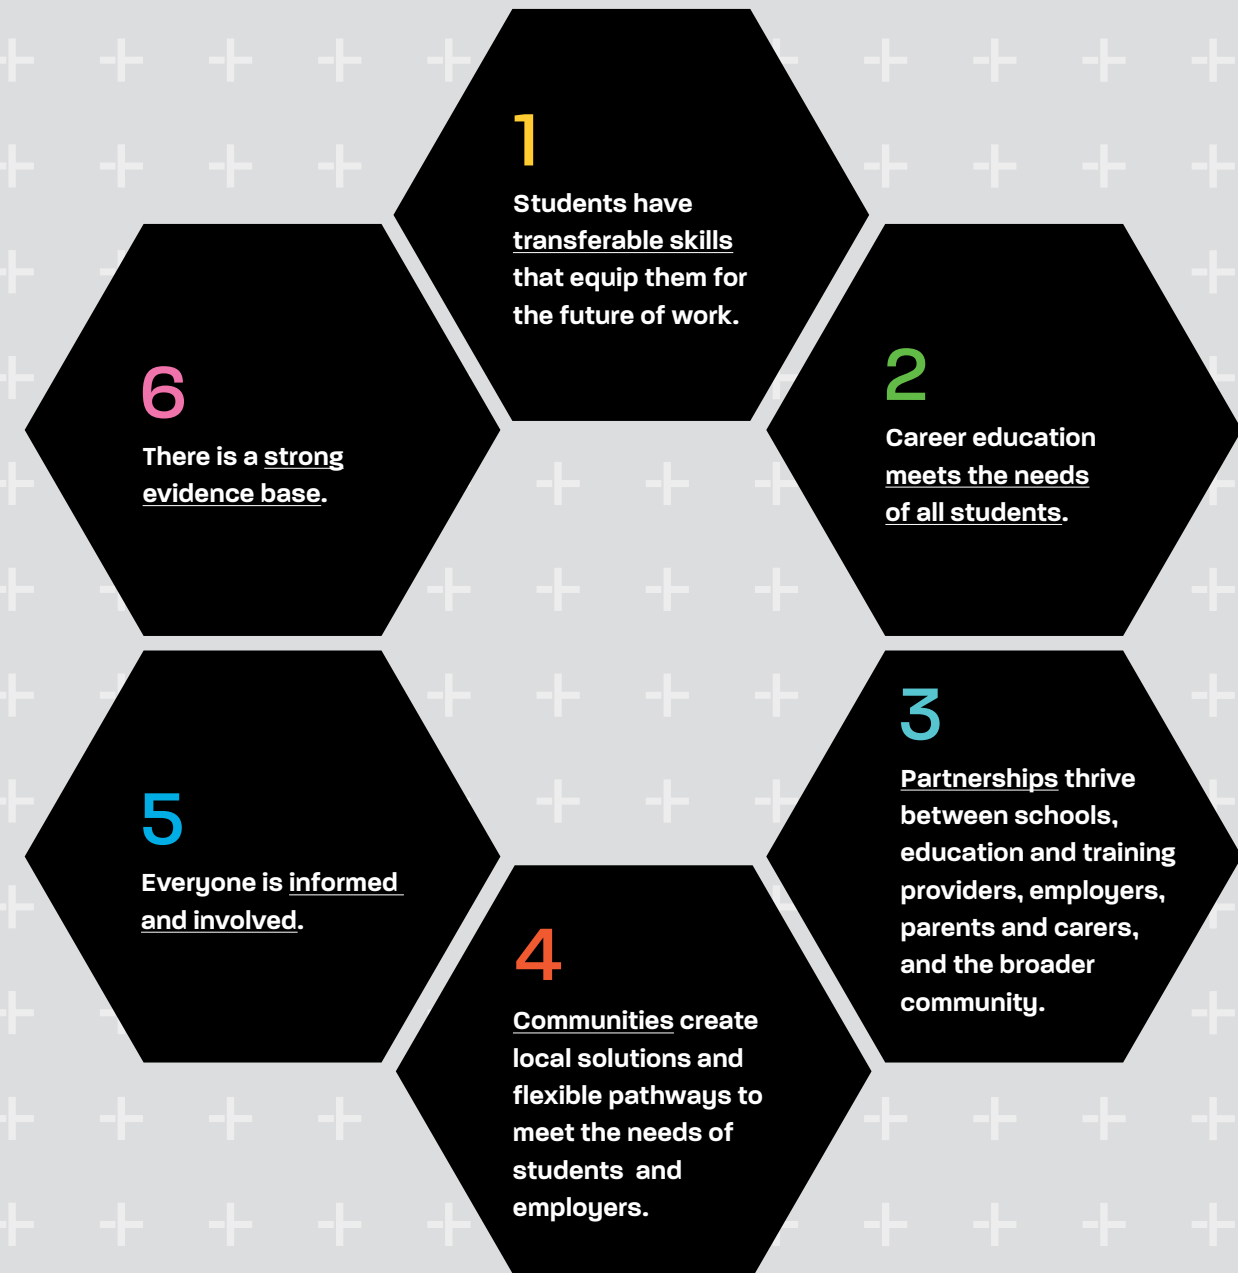 1
Students have
transferable skills
that equip them for
the future of work.
2
Career education
meets the needs
of all students.
3
Partnerships thrive
between schools,
education and training
providers, employers,
parents and carers,
and the broader
community.
4
Communities create
local solutions and
flexible pathways to
meet the needs of
students and
employers.
5
Everyone is informed
and involved.
6
There is a strong
evidence base.